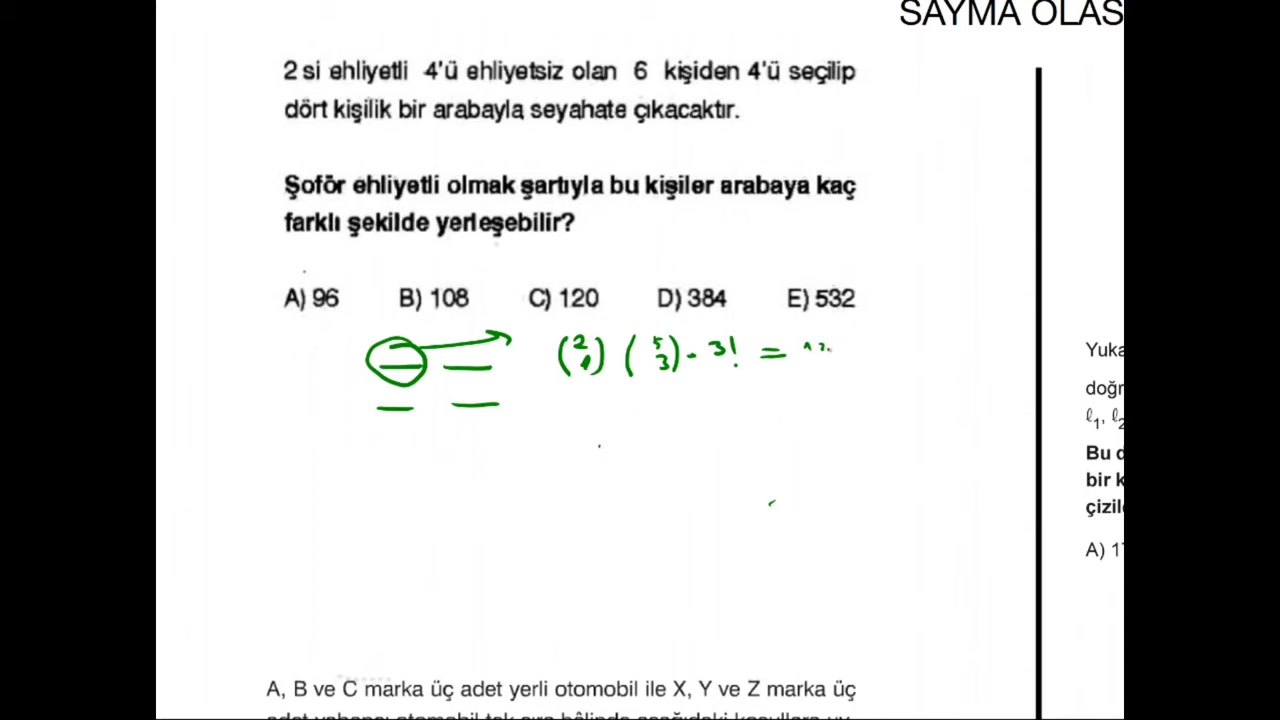 SAYMA OLAS
2 si ehliyetli 4'ü ehliyetsiz olan 6 kişiden 4'ü seçilip
dört kişilik bir arabayla seyahate çıkacaktır.
Şoför ehliyetli olmak şartıyla bu kişiler arabaya kaç
farklı şekilde yerleşebilir?
A) 96 B) 108 C) 120 D) 384 E) 532
(2 1) (5 3) · 3! =
A, B ve C marka üç adet yerli otomobil ile X, Y ve Z marka üç
Yuka
doğr
ℓ1, ℓ2
Bu d
bir k
çizil
A) 1